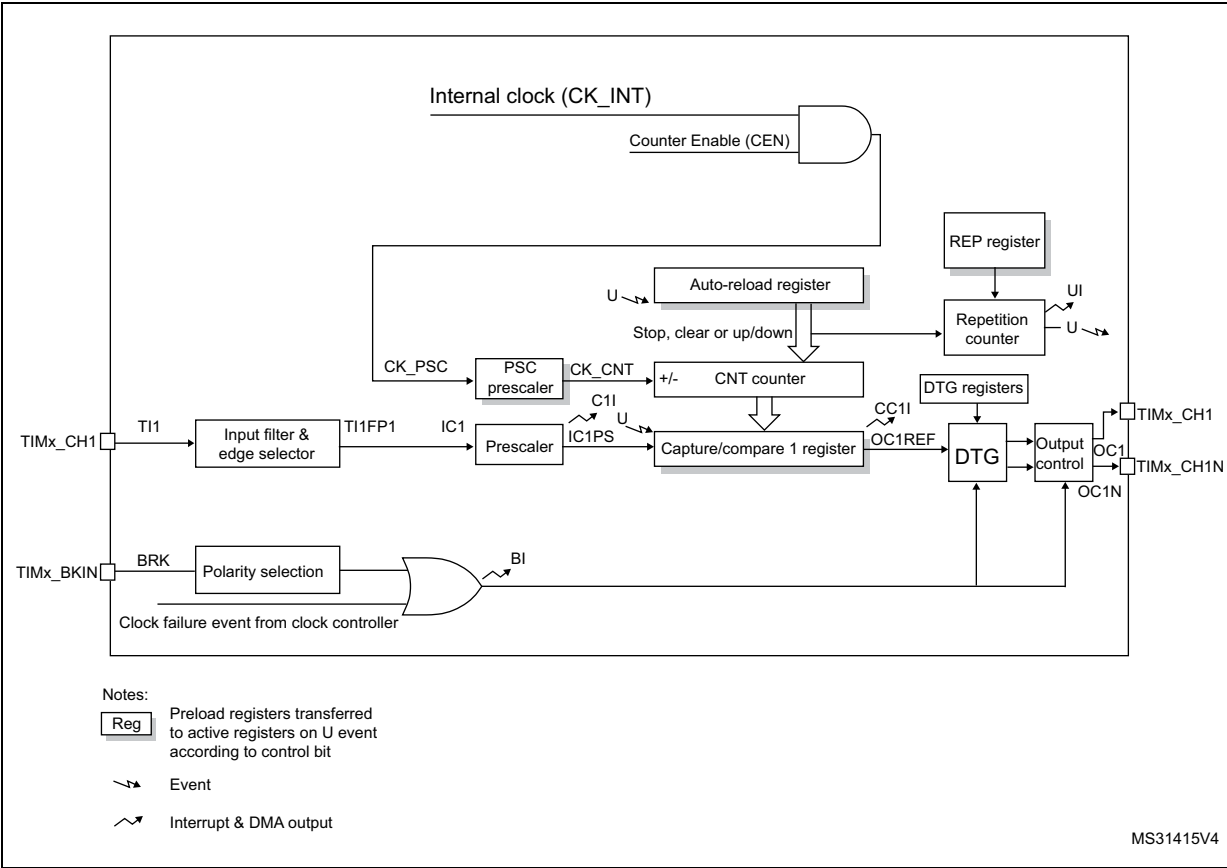 Internal clock (CK_INT)
Counter Enable (CEN)
REP register
Auto-reload register
U
UI
Stop, clear or up/down
Repetition
counter
U
CK_PSC
PSC
prescaler
CK_CNT
+/-
CNT counter
DTG registers
TIMx_CH1
TI1
Input filter &
edge selector
TI1FP1
IC1
Prescaler
C1I
IC1PS
U
Capture/compare 1 register
CC1I
OC1REF
DTG
Output
control
OC1
TIMx_CH1
TIMx_CH1N
OC1N
TIMx_BKIN
BRK
Polarity selection
BI
Clock failure event from clock controller
Notes:
Reg
Preload registers transferred
to active registers on U event
according to control bit
Event
Interrupt & DMA output
MS31415V4